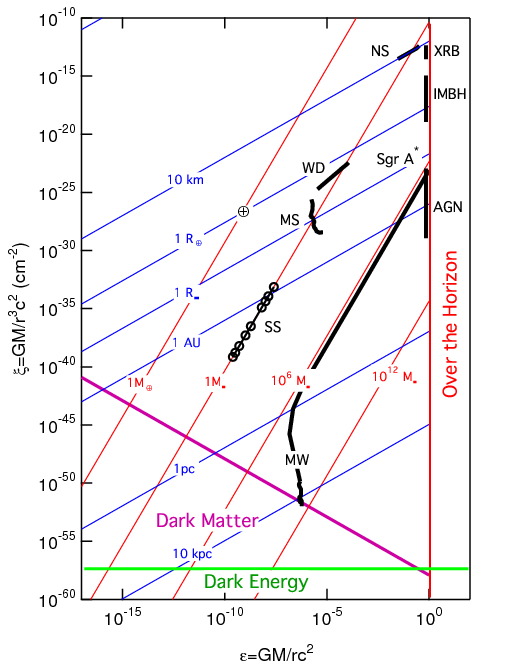 10⁻¹⁰
NS
XRB
10⁻¹⁵
IMBH
10⁻²⁰
Sgr A*
WD
10 km
10⁻²⁵
⊕
AGN
MS
1 R⊕
10⁻³⁰
ξ=GM/r³c² (cm⁻²)
1 R
10⁻³⁵
SS
1 AU
Over the Horizon
10⁻⁴⁰
1M⊕
1M
10⁶ M
10¹² M
10⁻⁴⁵
MW
1pc
10⁻⁵⁰
Dark Matter
10⁻⁵⁵
10 kpc
Dark Energy
10⁻⁶⁰
10⁻¹⁵
10⁻¹⁰
10⁻⁵
10⁰
ε=GM/rc²